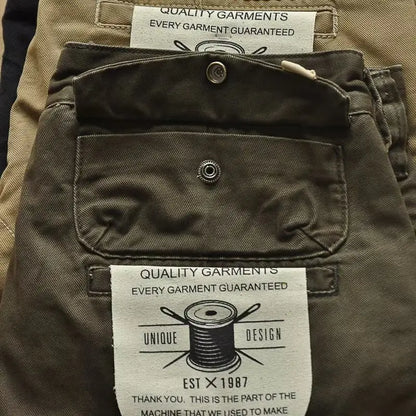 QUALITY GARMENTS
EVERY GARMENT GUARANTEED
QUALITY GARMENTS
EVERY GARMENT GUARANTEED
UNIQUE DESIGN
EST X 1987
THANK YOU. THIS IS THE PART OF THE
MACHINE THAT WE USED TO MAKE